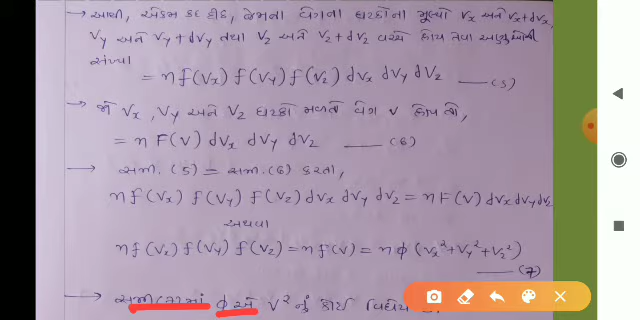 → આથી, એકમ કદ દીઠ, જેમના વેગના ઘટકોના મૂલ્યો Vx અને Vx+dVx,
Vy અને Vy+dVy તથા Vz અને Vz+dVz વચ્ચે હોય તેવા અણુઓની
સંખ્યા
= n f(Vx) f(Vy) f(Vz) dVx dVy dVz —— (5)
→ જો Vx, Vy અને Vz ઘટકો મળતો વેગ V હોય તો,
= n F(V) dVx dVy dVz —— (6)
→ સમી. (5) = સમી. (6) કરતા,
n f(Vx) f(Vy) f(Vz) dVx dVy dVz = n F(V) dVx dVy dVz
અથવા
n f(Vx) f(Vy) f(Vz) = n f(V) = n ϕ (Vx² + Vy² + Vz²)
—— (7)
→ ϕ એ V² નું કોઈ વિધેય